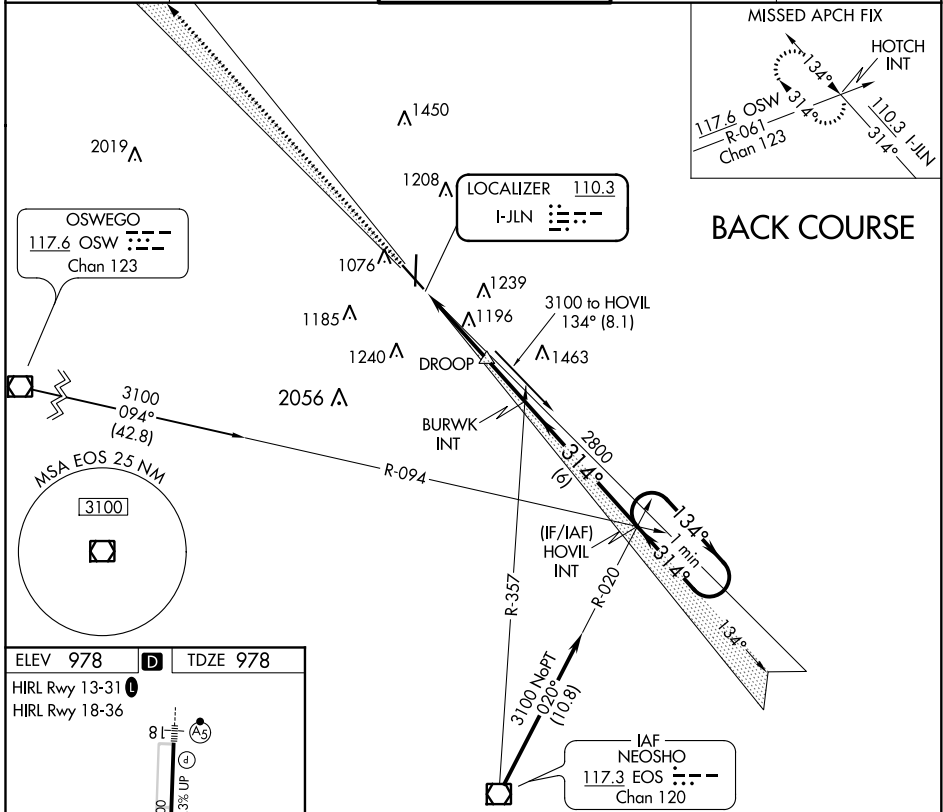 MISSED APCH FIX
HOTCH
INT
134°
314°
117.6 OSW
R-061
Chan 123
110.3 I-JLN
314°
1450
2019
1208
LOCALIZER 110.3
I-JLN
BACK COURSE
OSWEGO
117.6 OSW
Chan 123
1076
1239
1196
3100 to HOVIL
134° (8.1)
1185
1240
DROOP
1463
3100
094°
(42.8)
2056
BURWK
INT
2800
314°
(6)
R-094
MSA EOS 25 NM
3100
(IF/IAF)
HOVIL
INT
134°
1 min
314°
R-357
R-020
134°
ELEV 978 D TDZE 978
HIRL Rwy 13-31 L
HIRL Rwy 18-36
3100 NoPT
020°
(10.8)
18
A5
d
3% UP
IAF
NEOSHO
117.3 EOS
Chan 120